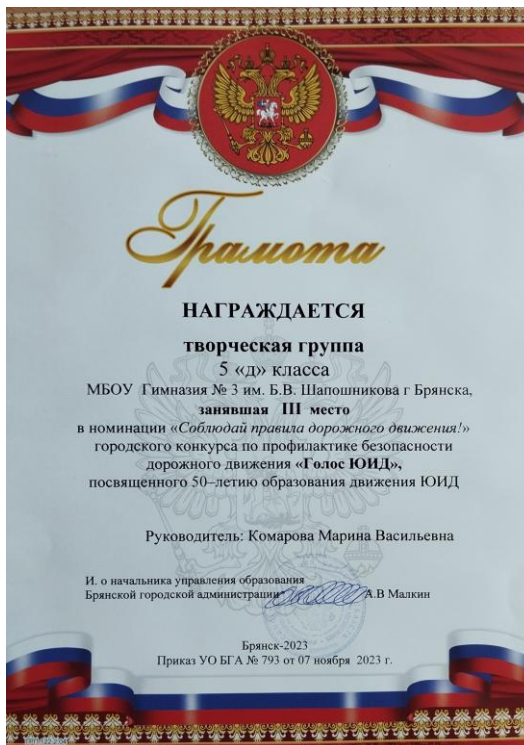 Грамота
НАГРАЖДАЕТСЯ
творческая группа
5 «д» класса
МБОУ Гимназия № 3 им. Б.В. Шапошникова г Брянска,
занявшая III место
в номинации «Соблюдай правила дорожного движения!»
городского конкурса по профилактике безопасности
дорожного движения «Голос ЮИД»,
посвященного 50–летию образования движения ЮИД
Руководитель: Комарова Марина Васильевна
И. о начальника управления образования
Брянской городской администрации А.В Малкин
Брянск-2023
Приказ УО БГА № 793 от 07 ноября 2023 г.